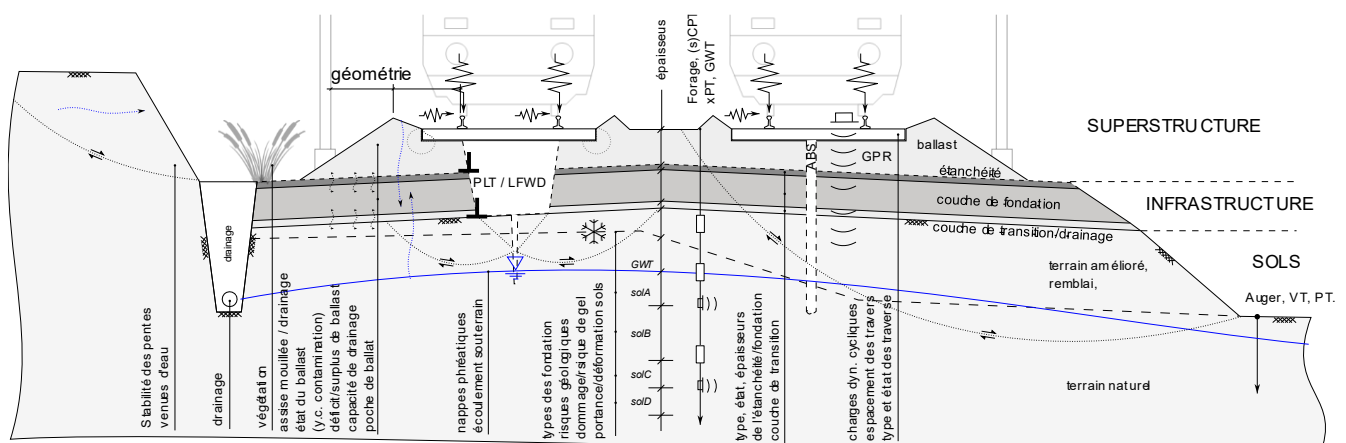 géométrie
épaisseus
Forage, (s)CPT
xPT, GWT
SUPERSTRUCTURE
ballast
ABS
GPR
étanchéité
PLT / LFWD
couche de fondation
INFRASTRUCTURE
couche de transition/drainage
drainage
SOLS
terrain amélioré,
remblai,
GWT
solA
solB
solC
solD
Auger, VT, PT.
terrain naturel
Stabilité des pentes
venues d'eau
drainage
végétation
assise mouillée / drainage
état du ballast
(y.c. contamination)
déficit/surplus de ballast
capacité de drainage
poche de ballat
nappes phréatiques
écoulement souterrain
types des fondation
risques géologiques
dommage/rsique de gel
portance/déformation sols
type, état, épaisseurs
de l'étanchéité/fondation
couche de transition
charges dyn. cycliques
espacement des travers
type et état des traverse